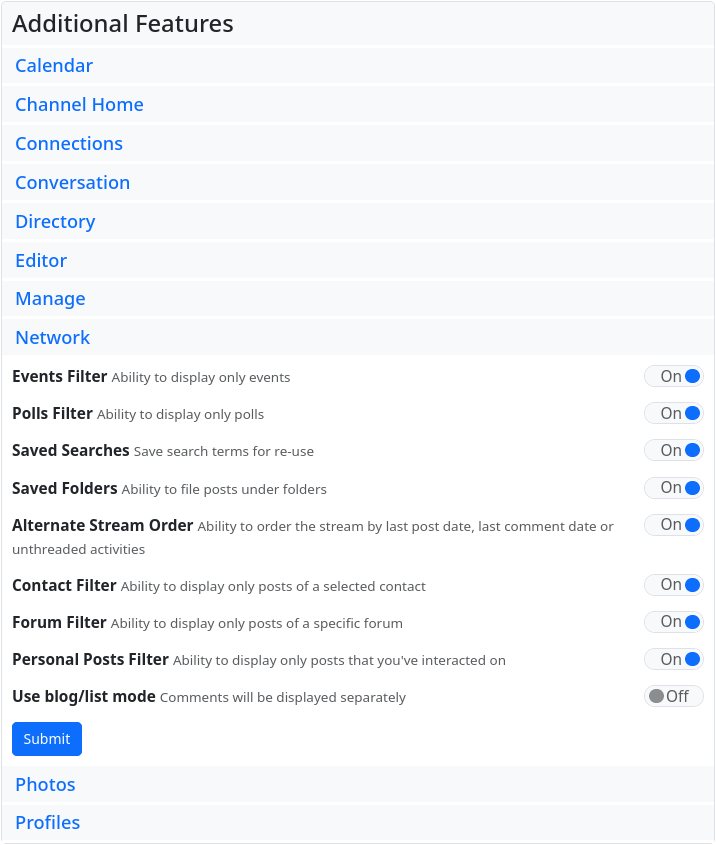 Additional Features
Calendar
Channel Home
Connections
Conversation
Directory
Editor
Manage
Network
Events Filter Ability to display only events On
Polls Filter Ability to display only polls On
Saved Searches Save search terms for re-use On
Saved Folders Ability to file posts under folders On
Alternate Stream Order Ability to order the stream by last post date, last comment date or On
unthreaded activities
Contact Filter Ability to display only posts of a selected contact On
Forum Filter Ability to display only posts of a specific forum On
Personal Posts Filter Ability to display only posts that you've interacted on On
Use blog/list mode Comments will be displayed separately Off
Submit
Photos
Profiles